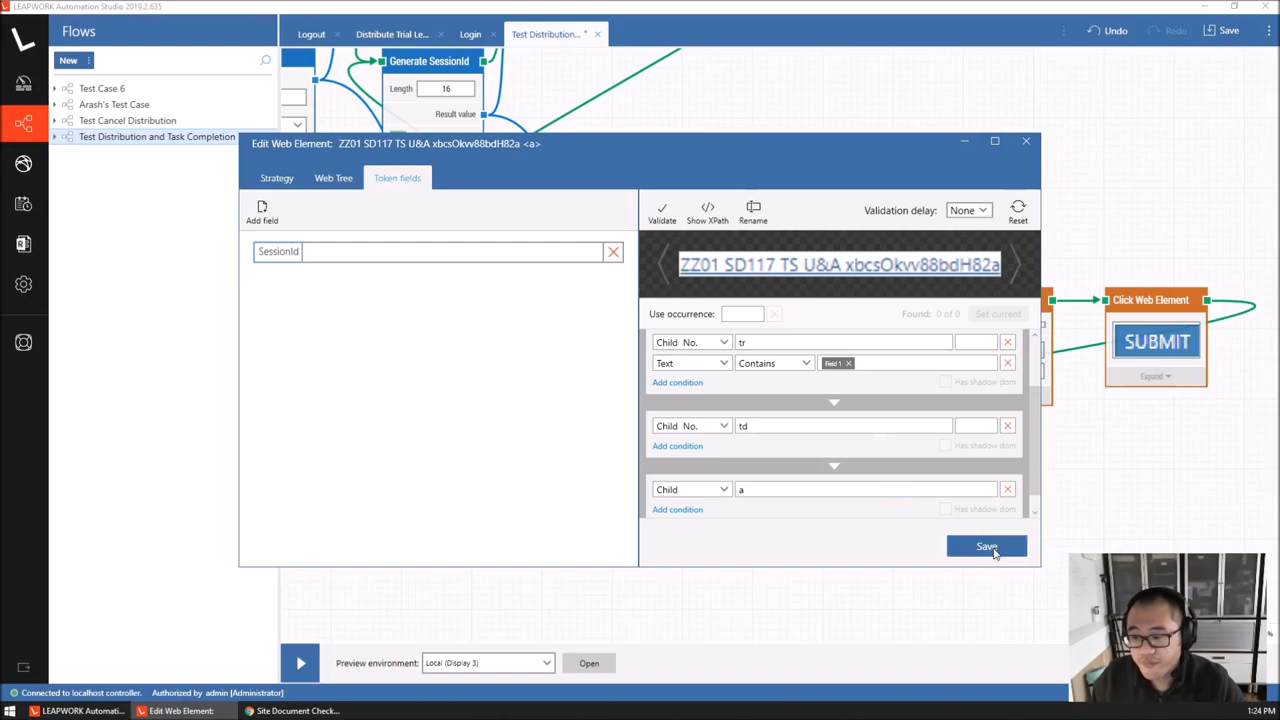 LEAPWORK Automation Studio 2019.2.635
Flows
Logout
Distribute Trial Le...
Login
Test Distribution... *
Undo
Redo
Save
New
Test Case 6
Arash's Test Case
Test Cancel Distribution
Test Distribution and Task Completion
Generate SessionId
Length
16
Result value
Edit Web Element: ZZ01 SD117 TS U&A xbcsOkvv88bdH82a <a>
Strategy
Web Tree
Token fields
Add field
SessionId
Validate
Show XPath
Rename
Validation delay:
None
Reset
ZZ01 SD117 TS U&A xbcsOkvv88bdH82a
Use occurrence:
Found: 0 of 0
Set current
Child No.
tr
Text
Contains
Field 1
Add condition
Has shadow dom
Child No.
td
Add condition
Has shadow dom
Child
a
Add condition
Has shadow dom
Save
Click Web Element
SUBMIT
Expand
Preview environment:
Local (Display 3)
Open
Connected to localhost controller.
Authorized by admin [Administrator]
LEAPWORK Automati...
Edit Web Element:
Site Document Check...
1:24 PM